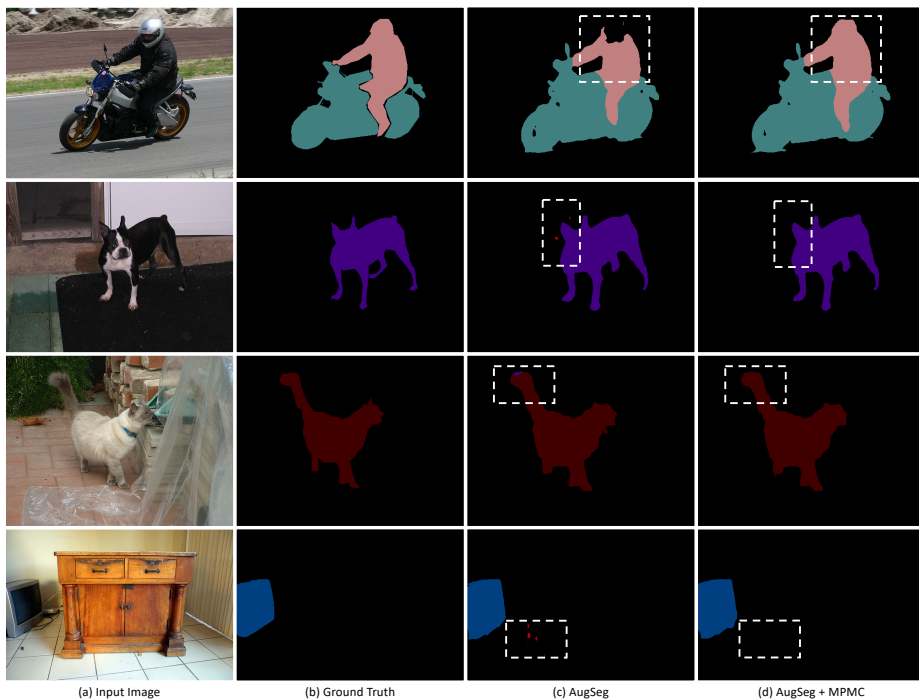 (a) Input Image
(b) Ground Truth
(c) AugSeg
(d) AugSeg + MPMC